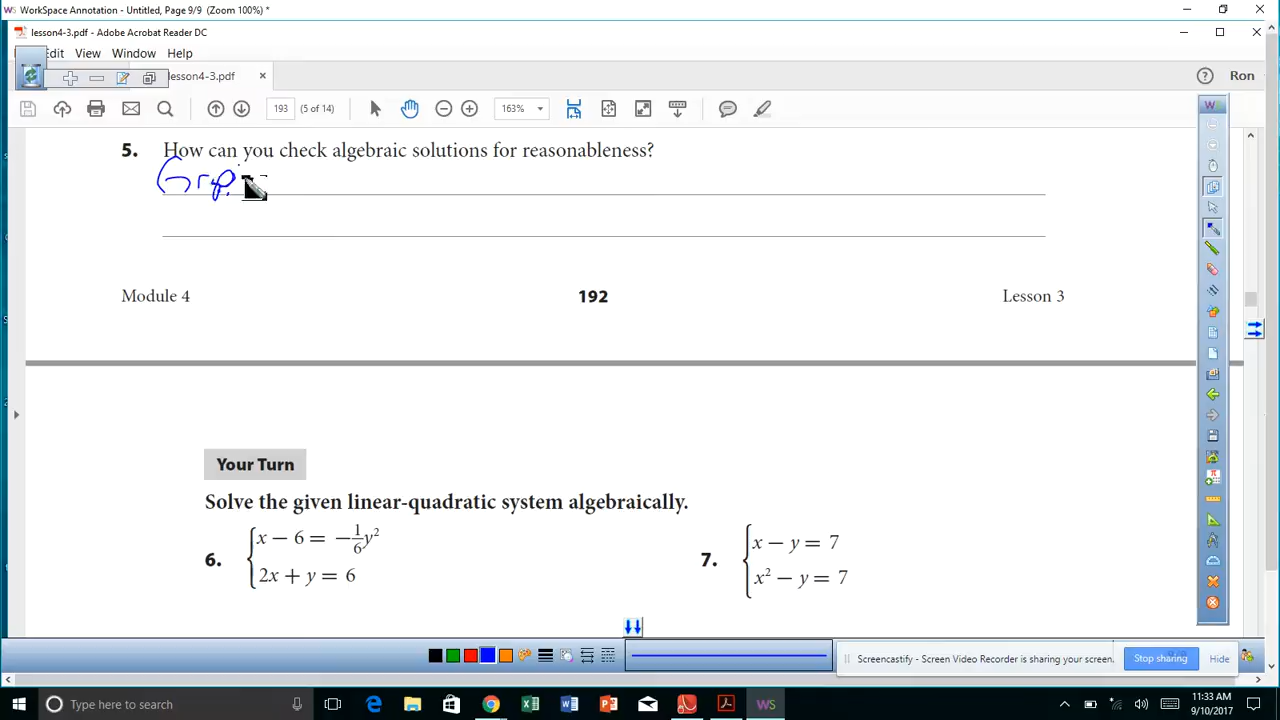 WorkSpace Annotation - Untitled, Page 9/9 (Zoom 100%) *
lesson4-3.pdf - Adobe Acrobat Reader DC
Edit View Window Help
lesson4-3.pdf
Ron
193 (5 of 14)
163%
5. How can you check algebraic solutions for reasonableness?
Module 4 192 Lesson 3
Your Turn
Solve the given linear-quadratic system algebraically.
6. x − 6 = −1/6 y²
2x + y = 6
7. x − y = 7
x² − y = 7
Screencastify - Screen Video Recorder is sharing your screen.
Stop sharing
Hide
Type here to search
11:33 AM
9/10/2017